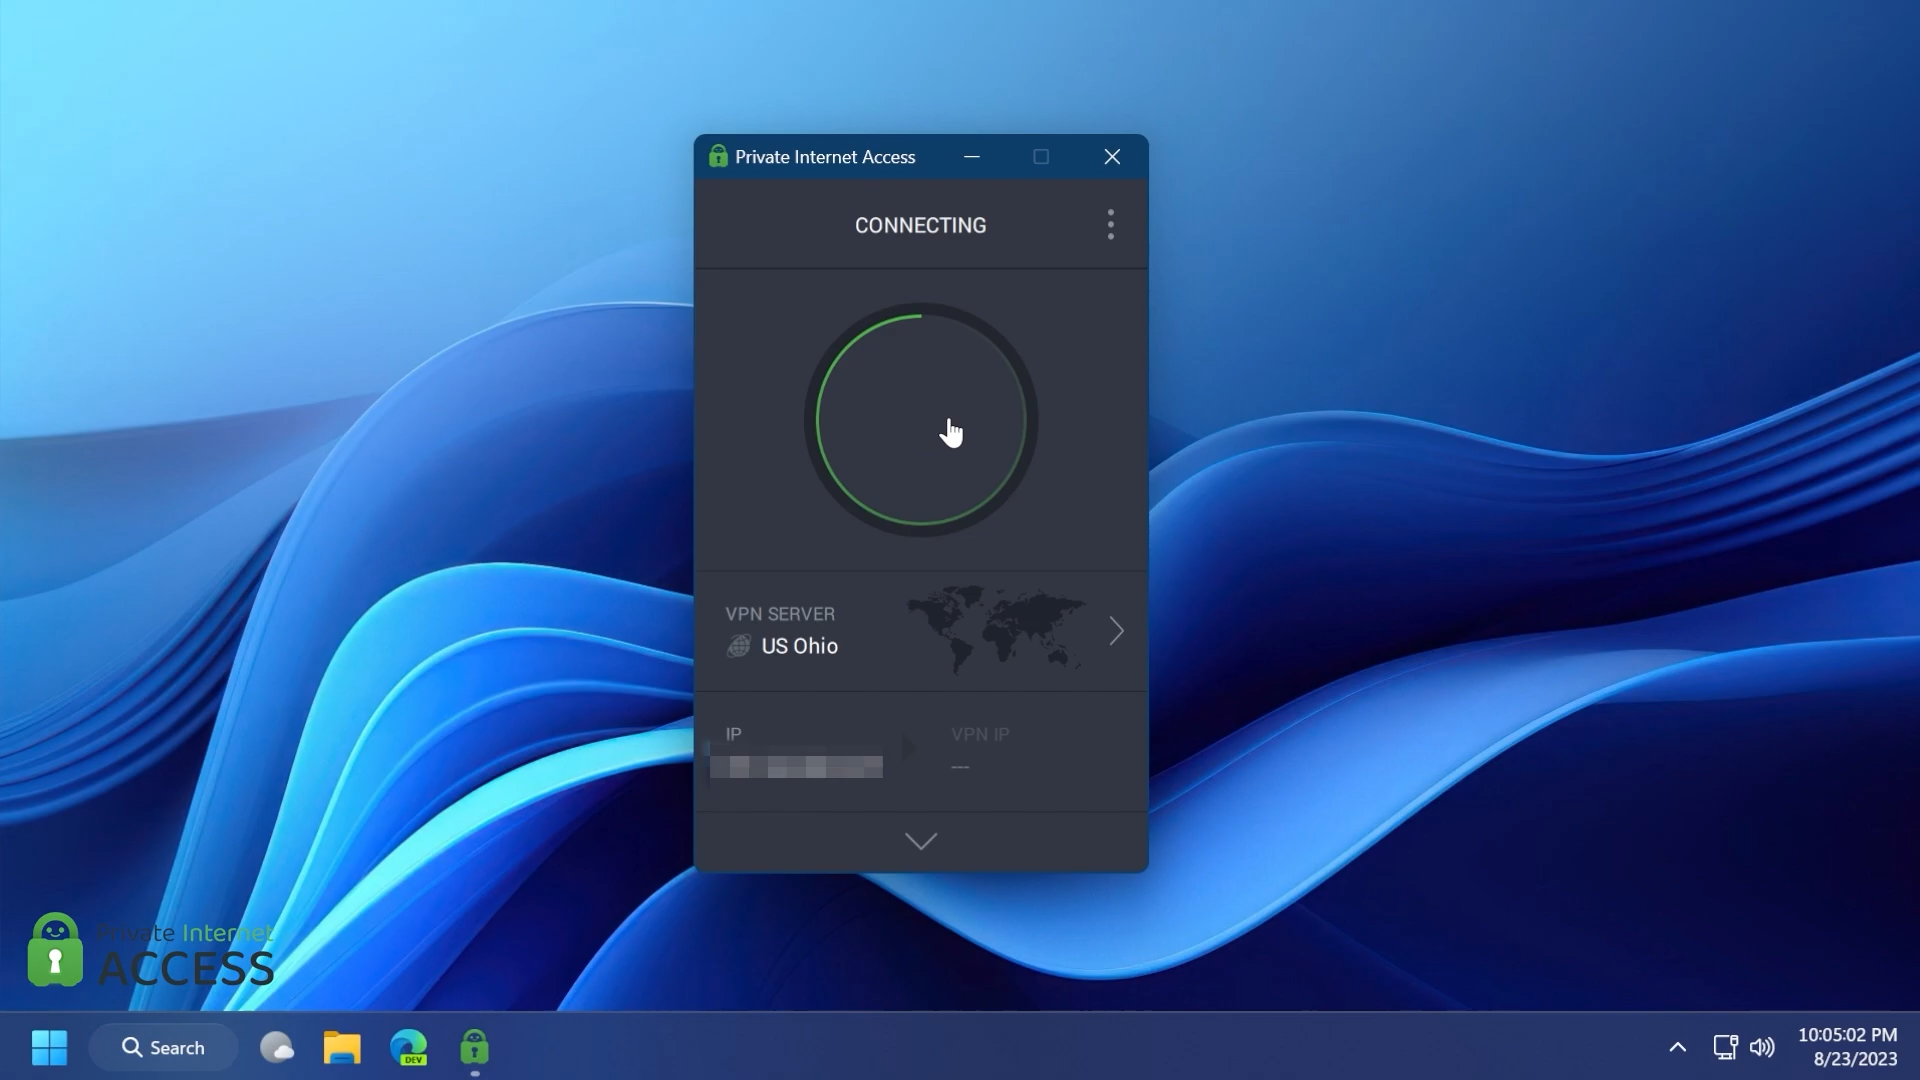 Private Internet Access
CONNECTING
VPN SERVER
US Ohio
IP
VPN IP
---
Private Internet
ACCESS
Search
DEV
10:05:02 PM
8/23/2023